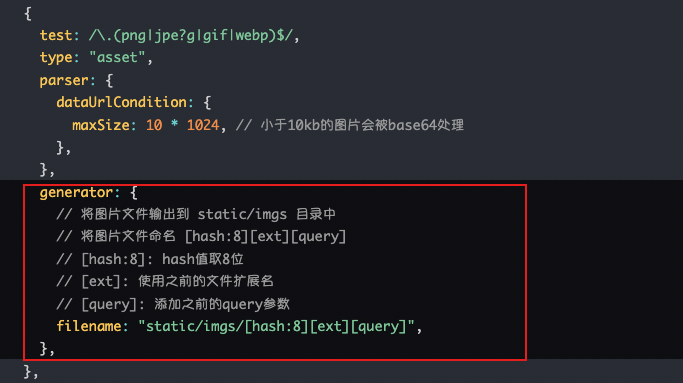 {
test: /\.(png|jpe?g|gif|webp)$/,
type: "asset",
parser: {
dataUrlCondition: {
maxSize: 10 * 1024, // 小于10kb的图片会被base64处理
},
},
generator: {
// 将图片文件输出到 static/imgs 目录中
// 将图片文件命名 [hash:8][ext][query]
// [hash:8]: hash值取8位
// [ext]: 使用之前的文件扩展名
// [query]: 添加之前的query参数
filename: "static/imgs/[hash:8][ext][query]",
},
},